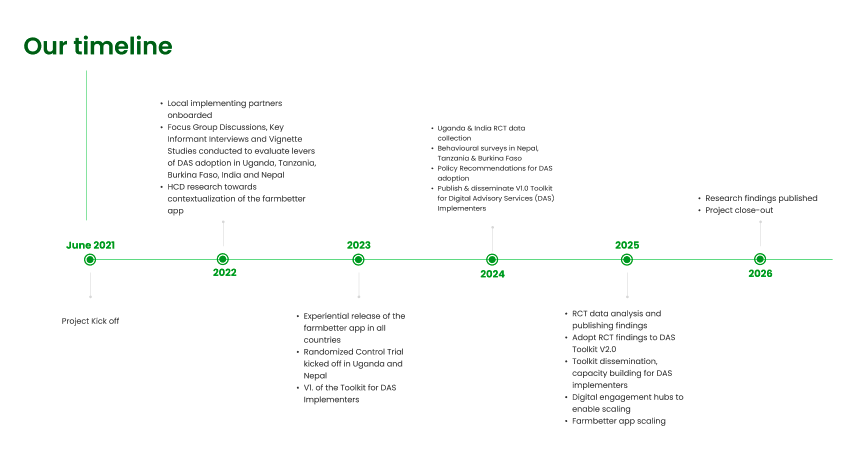 Our timeline
June 2021
Project Kick off
• Local implementing partners
onboarded
• Focus Group Discussions, Key
Informant Interviews and Vignette
Studies conducted to evaluate levers
of DAS adoption in Uganda, Tanzania,
Burkina Faso, India and Nepal
• HCD research towards
contextualization of the farmbetter
app
2022
2023
• Experiential release of the
farmbetter app in all
countries
• Randomized Control Trial
kicked off in Uganda and
Nepal
• V1. of the Toolkit for DAS
Implementers
• Uganda & India RCT data
collection
• Behavioural surveys in Nepal,
Tanzania & Burkina Faso
• Policy Recommendations for DAS
adoption
• Publish & disseminate V1.0 Toolkit
for Digital Advisory Services (DAS)
Implementers
2024
2025
• RCT data analysis and
publishing findings
• Adopt RCT findings to DAS
Toolkit V2.0
• Toolkit dissemination,
capacity building for DAS
implementers
• Digital engagement hubs to
enable scaling
• Farmbetter app scaling
• Research findings published
• Project close-out
2026